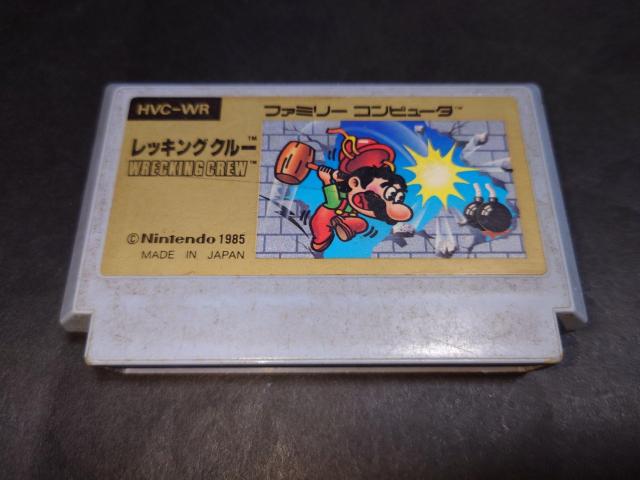 HVC-WR
ファミリー コンピュータ™
レッキングクルー™
WRECKING CREW™
©Nintendo 1985
MADE IN JAPAN